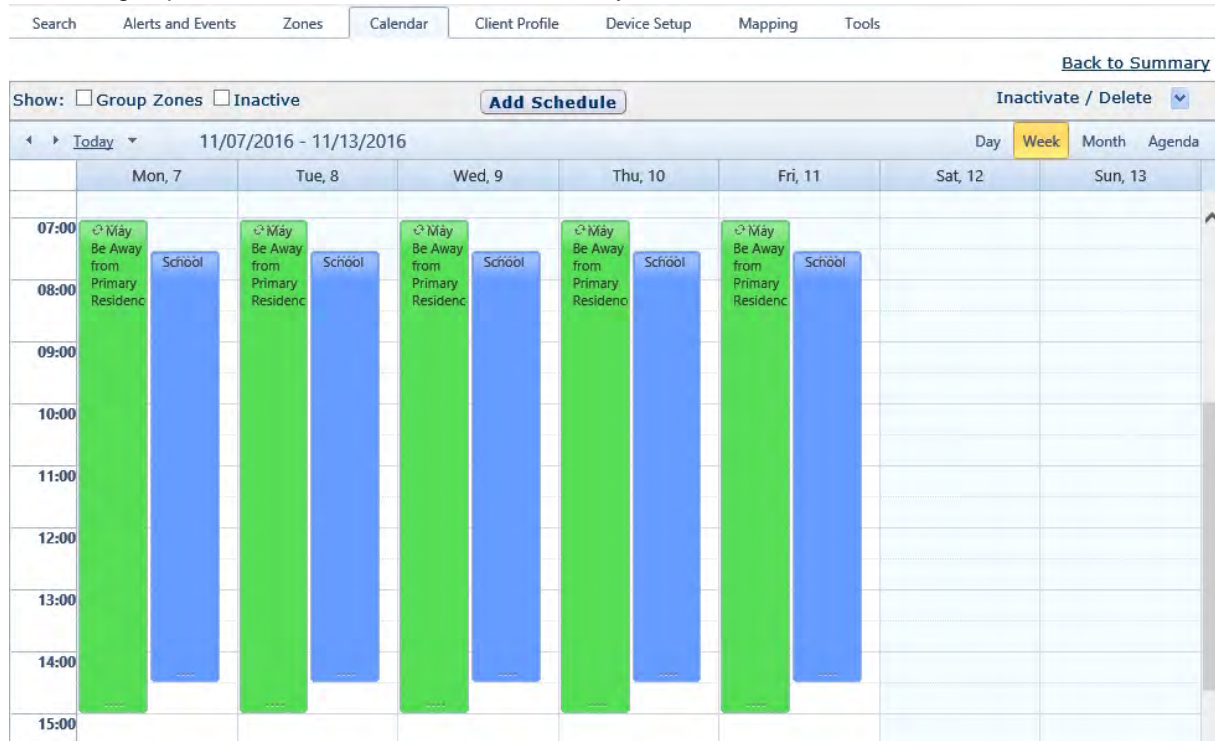 Search Alerts and Events Zones Calendar Client Profile Device Setup Mapping Tools
Back to Summary
Show: Group Zones Inactive Add Schedule Inactivate / Delete
Today 11/07/2016 - 11/13/2016 Day Week Month Agenda
Mon, 7 Tue, 8 Wed, 9 Thu, 10 Fri, 11 Sat, 12 Sun, 13
07:00
May
Be Away
from
Primary
Residenc
School
May
Be Away
from
Primary
Residenc
School
May
Be Away
from
Primary
Residenc
School
May
Be Away
from
Primary
Residenc
School
May
Be Away
from
Primary
Residenc
School
08:00
09:00
10:00
11:00
12:00
13:00
14:00
15:00